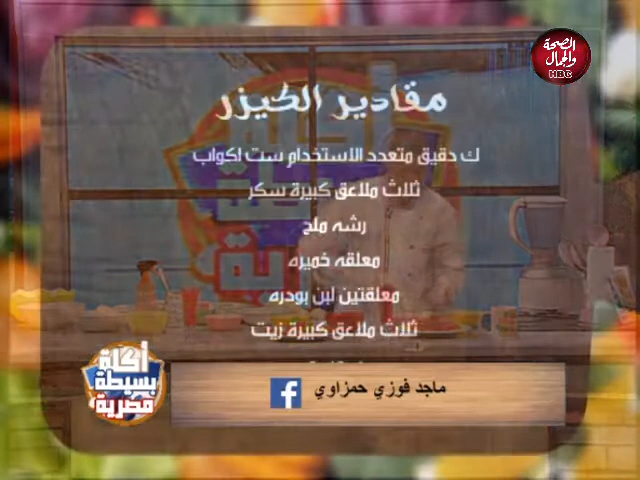 الصحة
والجمال
HBC
مقادير الكيزر
ك دقيق متعدد الاستخدام ست اكواب
ثلاث ملاعق كبيرة سكر
رشه ملح
معلقه خميره
معلقتين لبن بودره
ثلاث ملاعق كبيرة زيت
أكلة
بسيطة
مصرية
ماجد فوزي حمزاوي